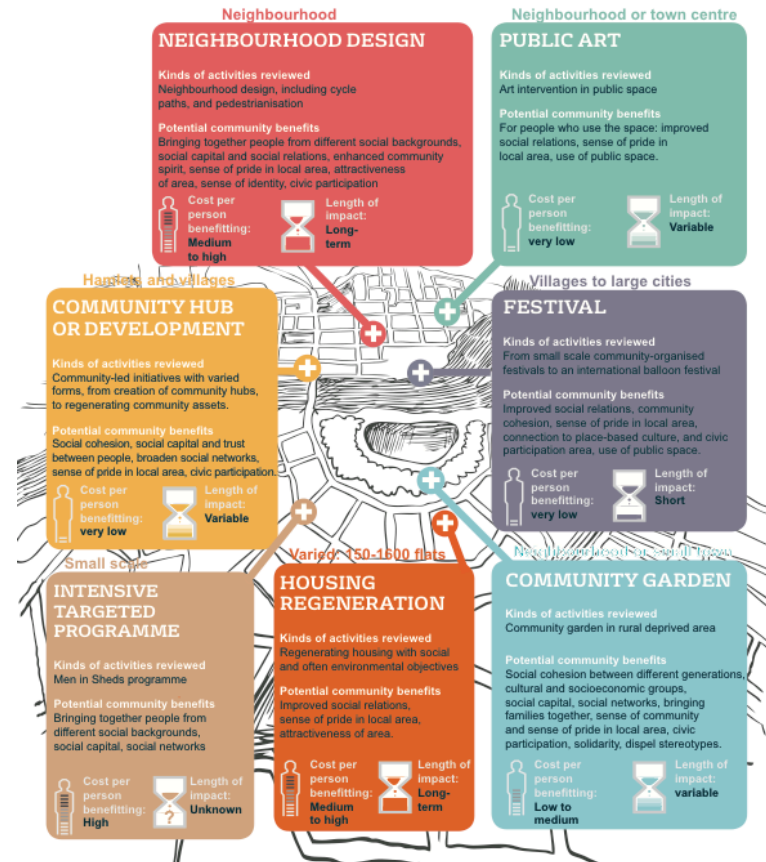 Neighbourhood
NEIGHBOURHOOD DESIGN
Kinds of activities reviewed
Neighbourhood design, including cycle
paths, and pedestrianisation
Potential community benefits
Bringing together people from different social backgrounds,
social capital and social relations, enhanced community
spirit, sense of pride in local area, attractiveness
of area, sense of identity, civic participation
Cost per
person
benefitting:
Medium
to high
Length of
impact:
Long-
term
Neighbourhood or town centre
PUBLIC ART
Kinds of activities reviewed
Art intervention in public space
Potential community benefits
For people who use the space: improved
social relations, sense of pride in
local area, use of public space.
Cost per
person
benefitting:
very low
Length of
impact:
Variable
Hamlets and villages
COMMUNITY HUB
OR DEVELOPMENT
Kinds of activities reviewed
Community-led initiatives with varied
forms, from creation of community hubs,
to regenerating community assets.
Potential community benefits
Social cohesion, social capital and trust
between people, broaden social networks,
sense of pride in local area, civic participation.
Cost per
person
benefitting:
very low
Length of
impact:
Variable
Villages to large cities
FESTIVAL
Kinds of activities reviewed
From small scale community-organised
festivals to an international balloon festival
Potential community benefits
Improved social relations, community
cohesion, sense of pride in local area,
connection to place-based culture, and civic
participation area, use of public space.
Cost per
person
benefitting:
very low
Length of
impact:
Short
Small scale
INTENSIVE
TARGETED
PROGRAMME
Kinds of activities reviewed
Men in Sheds programme
Potential community benefits
Bringing together people from
different social backgrounds,
social capital, social networks
Cost per
person
benefitting:
High
?
Length of
impact:
Unknown
Varied: 150-1600 flats
HOUSING
REGENERATION
Kinds of activities reviewed
Regenerating housing with social
and often environmental objectives
Potential community benefits
Improved social relations,
sense of pride in local area,
attractiveness of area.
Cost per
person
benefitting:
Medium
to high
Length of
impact:
Long-
term
Neighbourhood or small town
COMMUNITY GARDEN
Kinds of activities reviewed
Community garden in rural deprived area
Potential community benefits
Social cohesion between different generations,
cultural and socioeconomic groups,
social capital, social networks, bringing
families together, sense of community
and sense of pride in local area, civic
participation, solidarity, dispel stereotypes.
Cost per
person
benefitting:
Low to
medium
Length of
impact:
variable